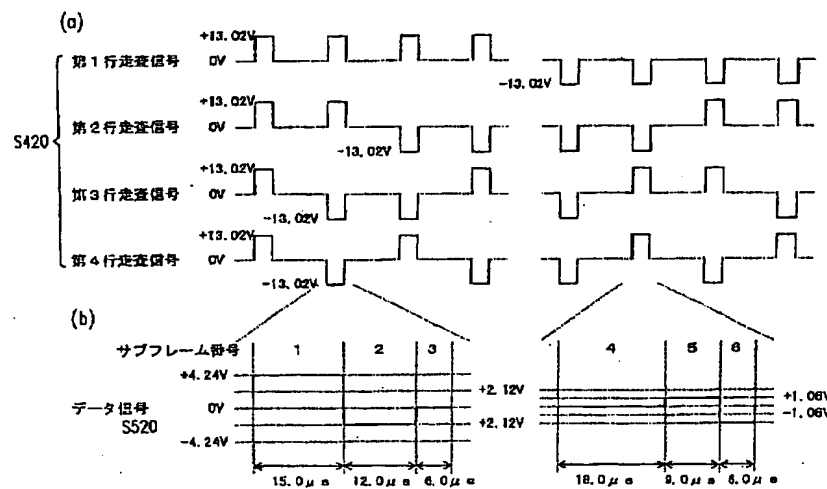 (a)
S420
第1行走査信号 +13.02V 0V -13.02V
第2行走査信号 +13.02V 0V -13.02V
第3行走査信号 +13.02V 0V -13.02V
第4行走査信号 +13.02V 0V -13.02V
(b)
サブフレーム番号 1 2 3 4 5 6
データ信号
S520
+4.24V
0V
-4.24V
+2.12V
+2.12V
+1.06V
-1.06V
15.0μs 12.0μs 6.0μs 18.0μs 9.0μs 6.0μs